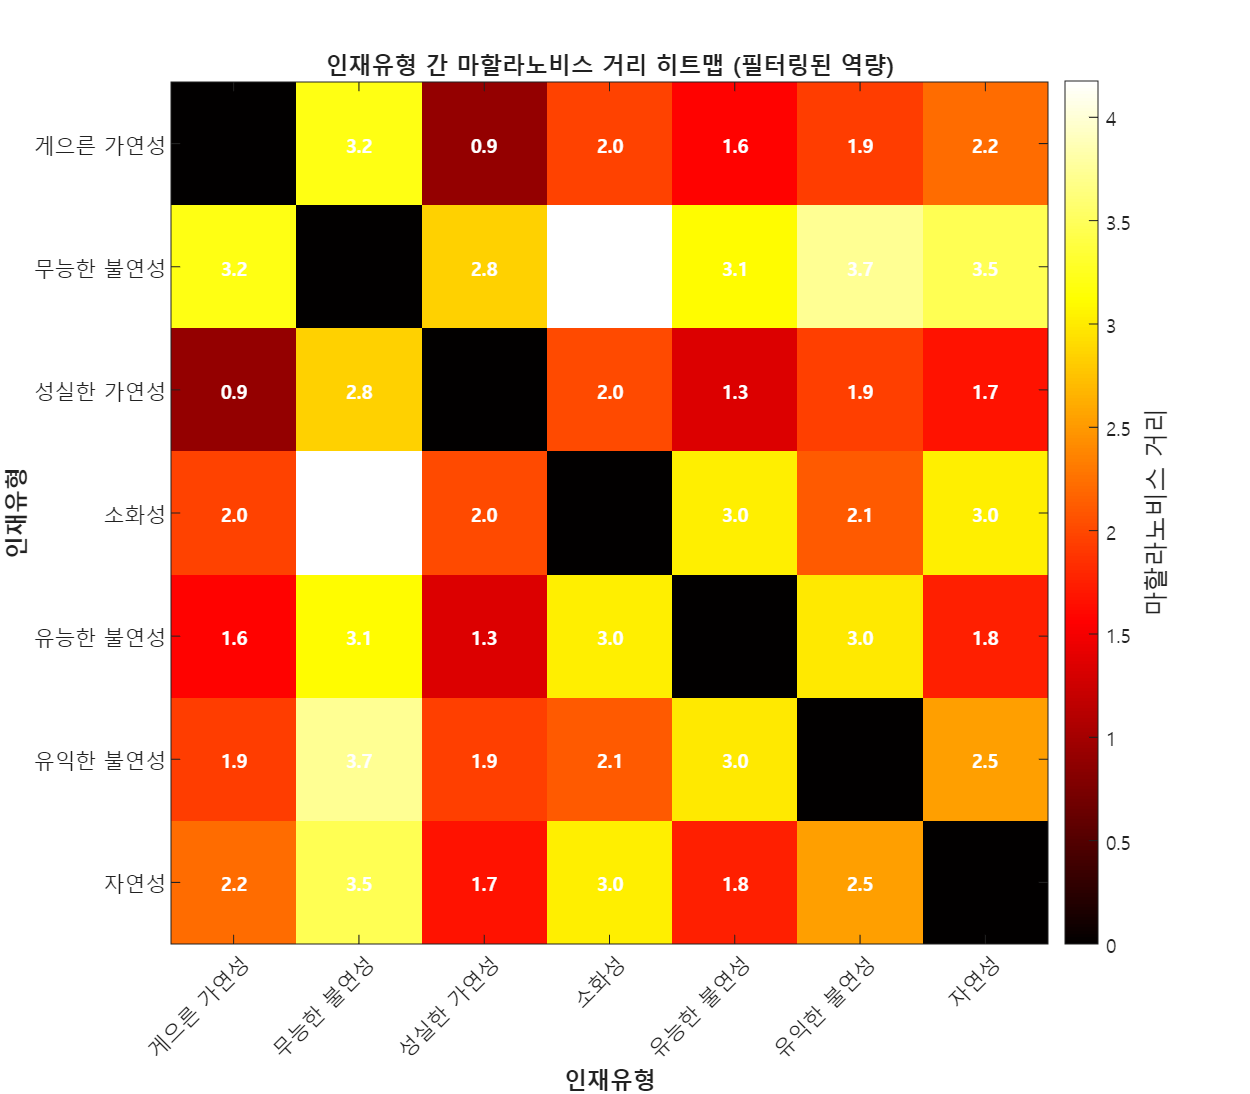 인재유형 간 마할라노비스 거리 히트맵 (필터링된 역량)
게으른 가연성 3.2 0.9 2.0 1.6 1.9 2.2
무능한 불연성 3.2 2.8 3.1 3.7 3.5
성실한 가연성 0.9 2.8 2.0 1.3 1.9 1.7
소화성 2.0 2.0 3.0 2.1 3.0
유능한 불연성 1.6 3.1 1.3 3.0 3.0 1.8
유익한 불연성 1.9 3.7 1.9 2.1 3.0 2.5
자연성 2.2 3.5 1.7 3.0 1.8 2.5
인재유형
게으른 가연성
무능한 불연성
성실한 가연성
소화성
유능한 불연성
유익한 불연성
자연성
인재유형
4
3.5
3
2.5
2
1.5
1
0.5
0
마할라노비스 거리